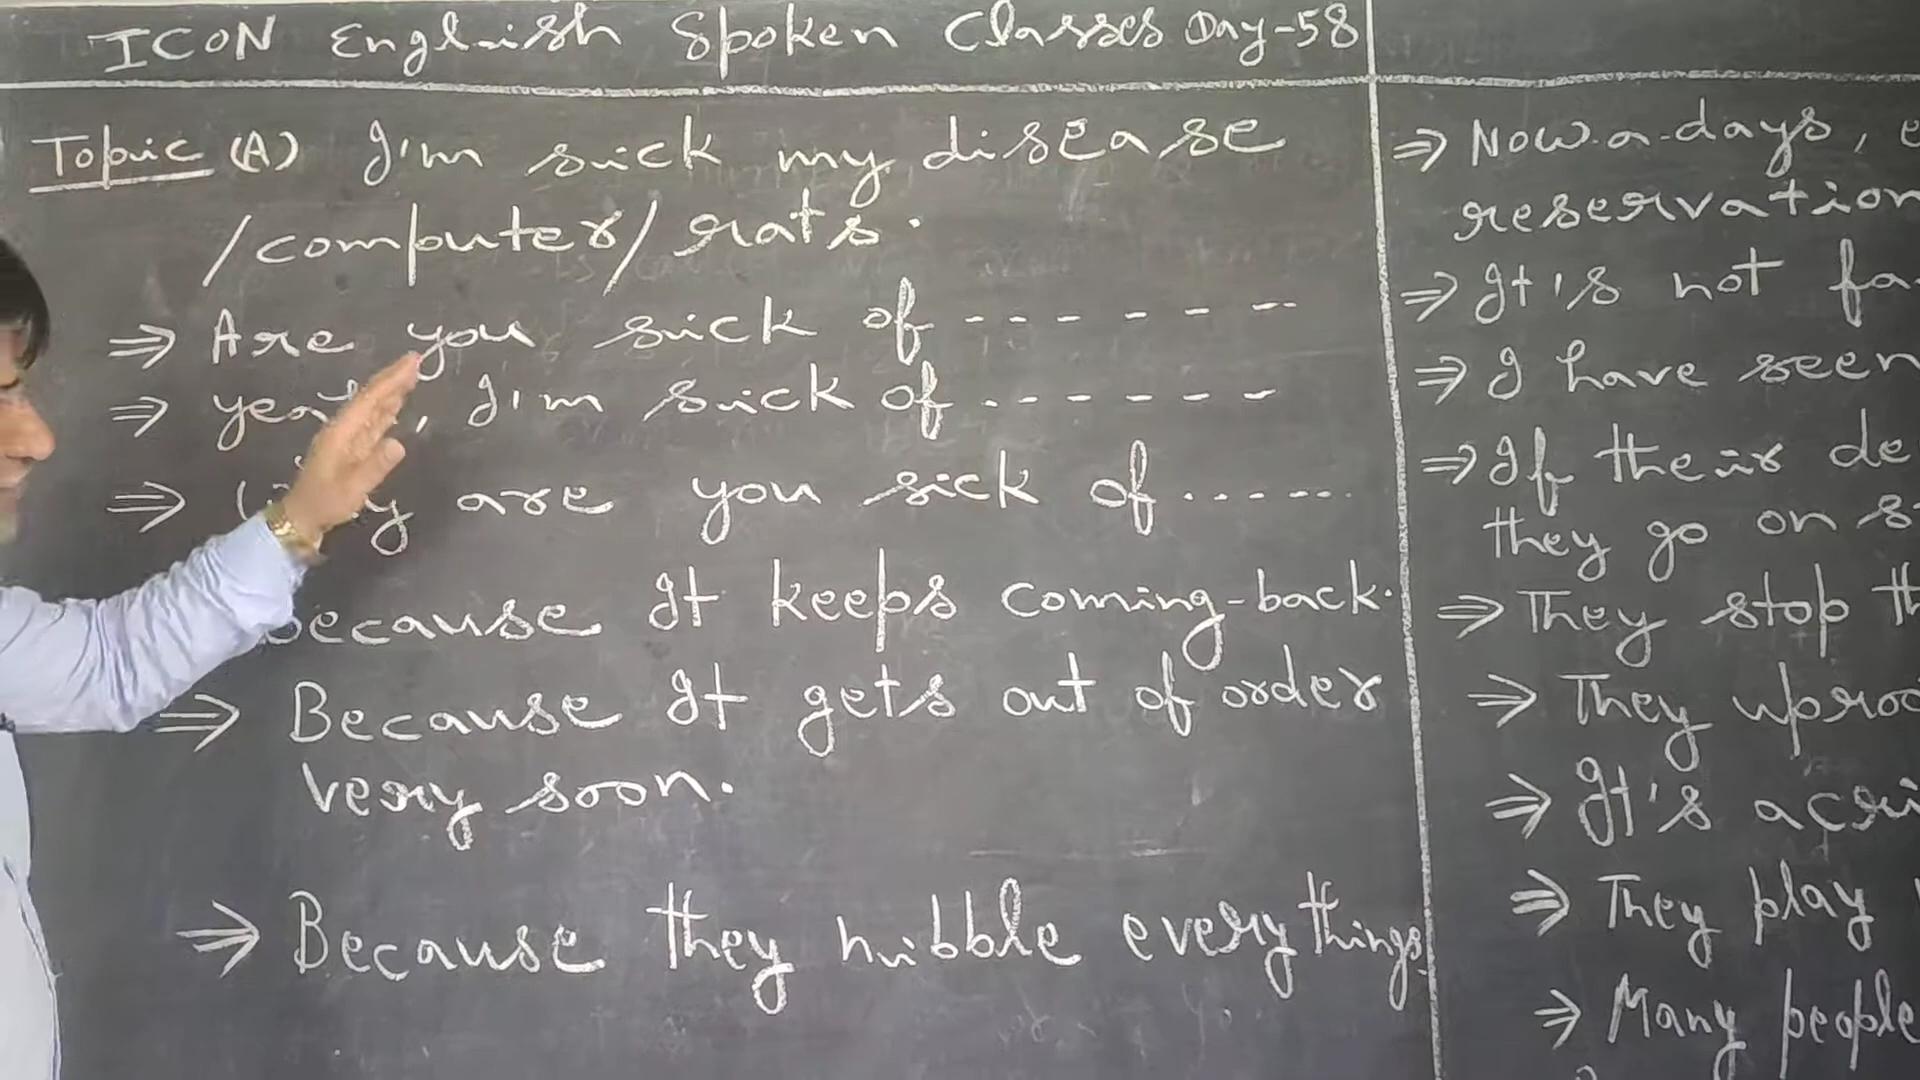 ICON English Spoken Classes Day-58
Topic (A) I'm sick my disease
/computer/rats.
⇒ Are you sick of - - - - - - -
⇒ yeah, I'm sick of - - - - - -
⇒ Why are you sick of - - - - - -
Because It keeps coming-back.
⇒ Because It gets out of order
very soon.
⇒ Because they nibble everythings.
⇒ Now-a-days,
reservation
⇒ It's not
⇒ I have seen
⇒ If their
they go on
⇒ They stop
⇒ They
⇒ It's a
⇒ They play
⇒ Many people